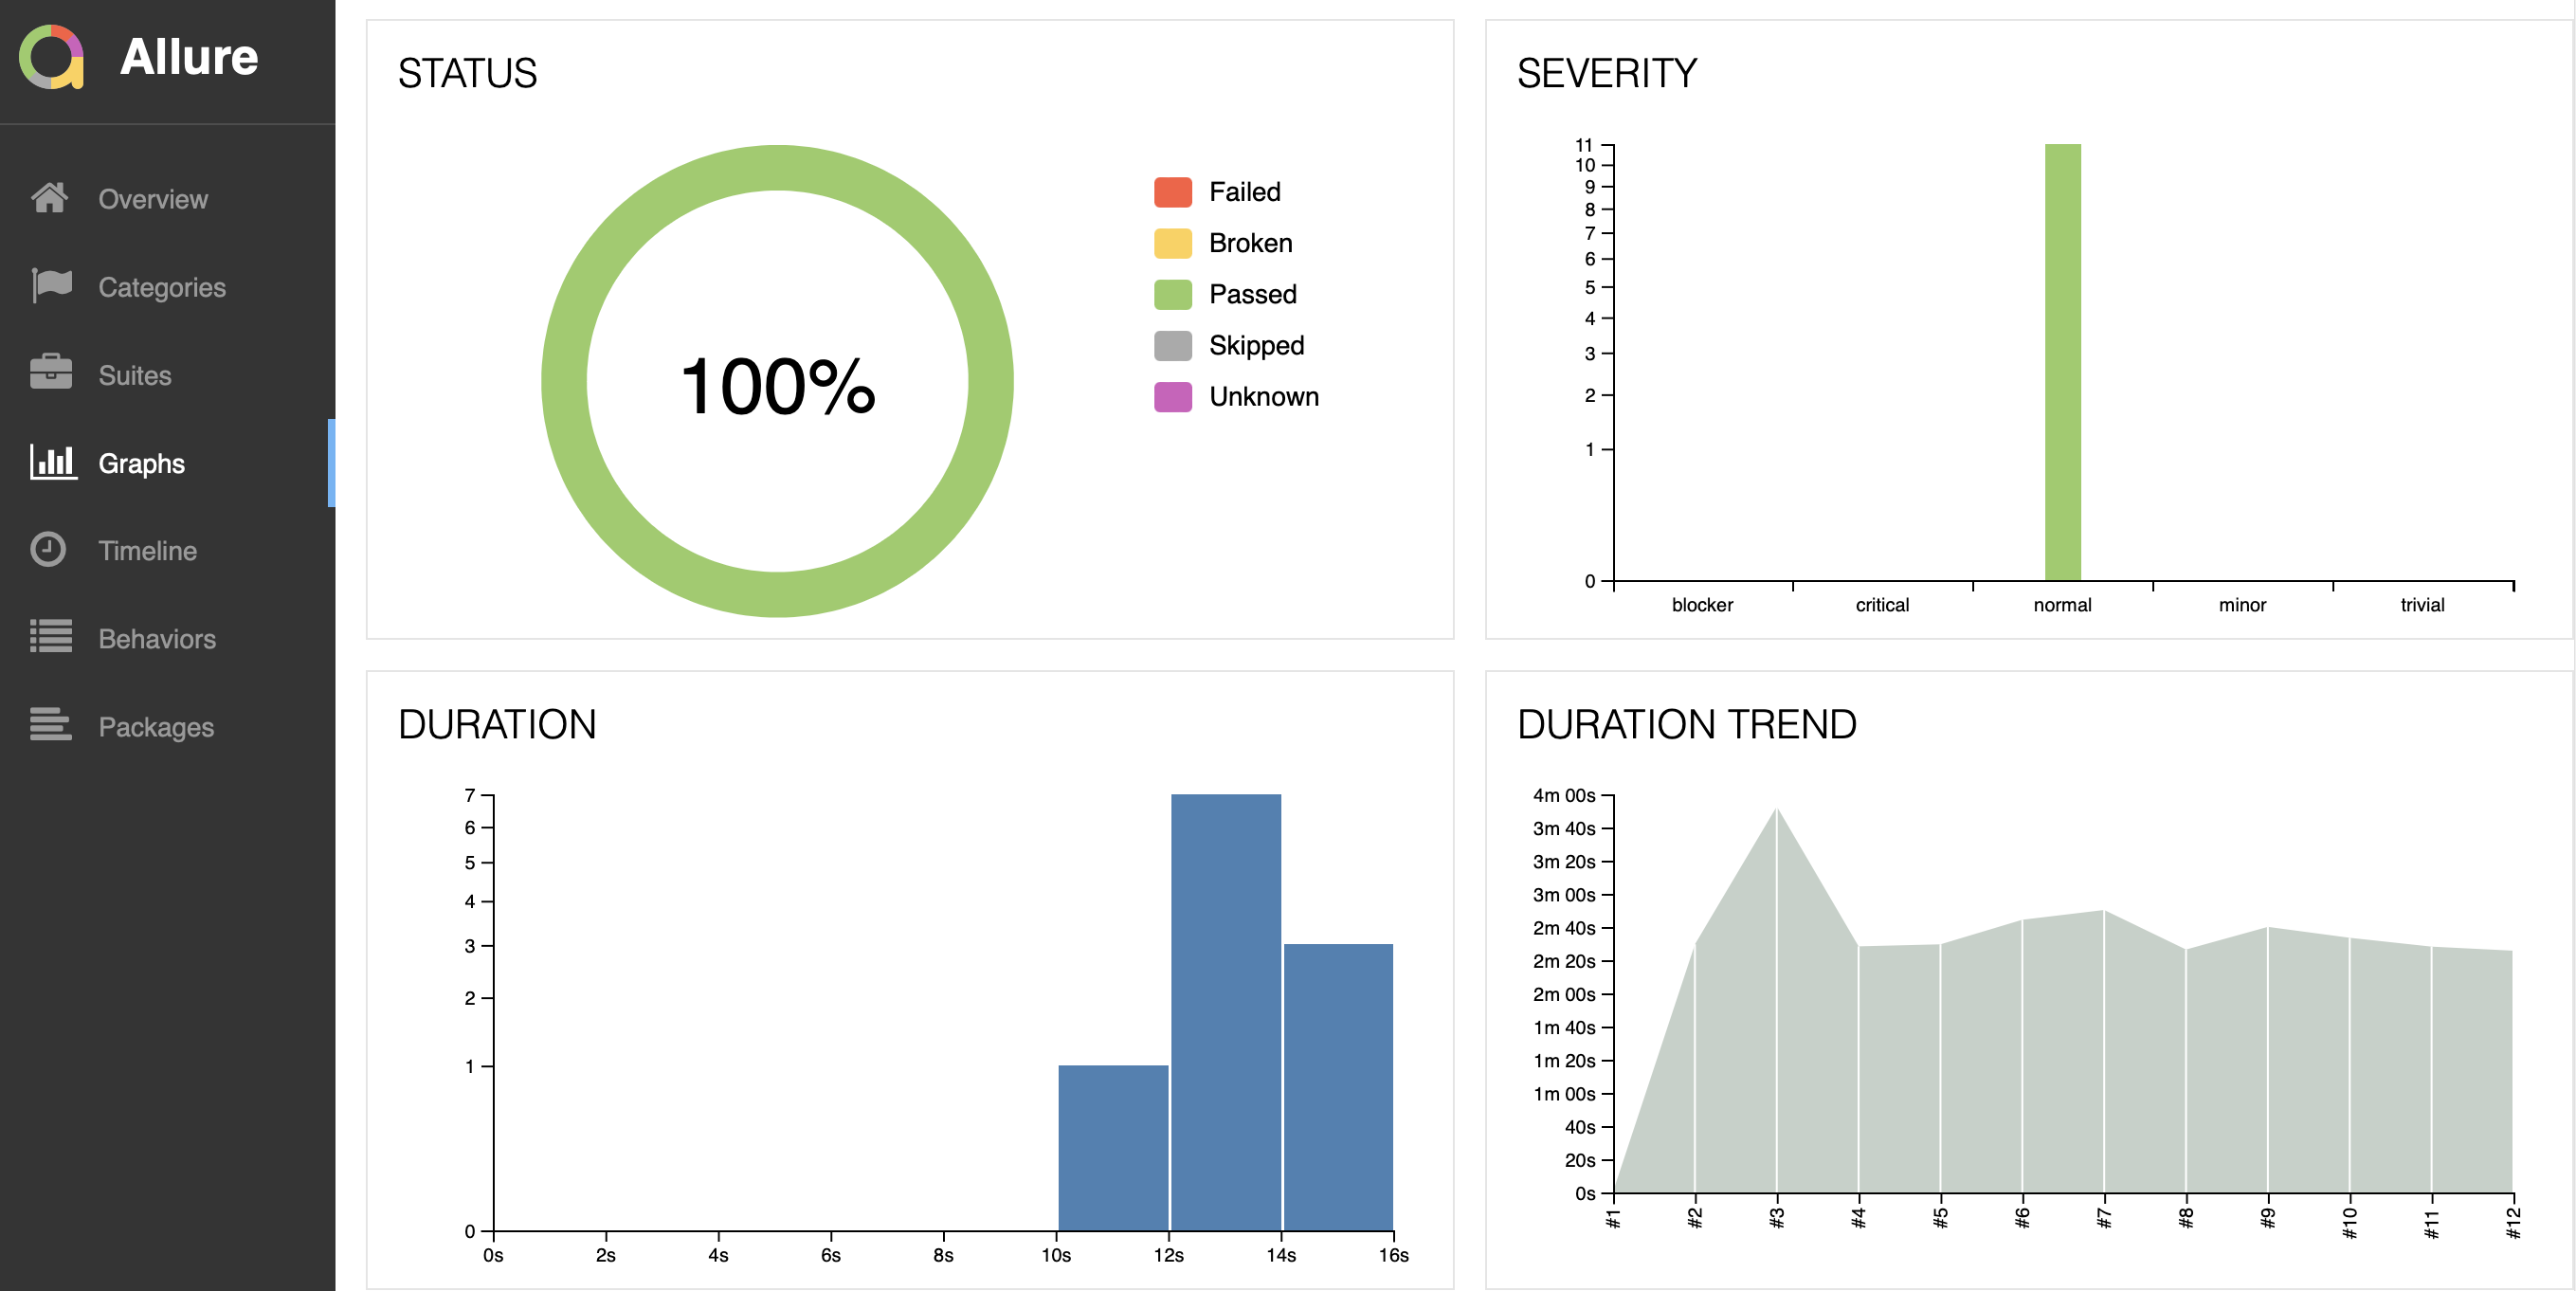 Allure
Overview
Categories
Suites
Graphs
Timeline
Behaviors
Packages
STATUS
100%
Failed
Broken
Passed
Skipped
Unknown
SEVERITY
11
10
9
8
7
6
5
4
3
2
1
0
blocker critical normal minor trivial
DURATION
7
6
5
4
3
2
1
0
0s 2s 4s 6s 8s 10s 12s 14s 16s
DURATION TREND
4m 00s
3m 40s
3m 20s
3m 00s
2m 40s
2m 20s
2m 00s
1m 40s
1m 20s
1m 00s
40s
20s
0s
#1 #2 #3 #4 #5 #6 #7 #8 #9 #10 #11 #12